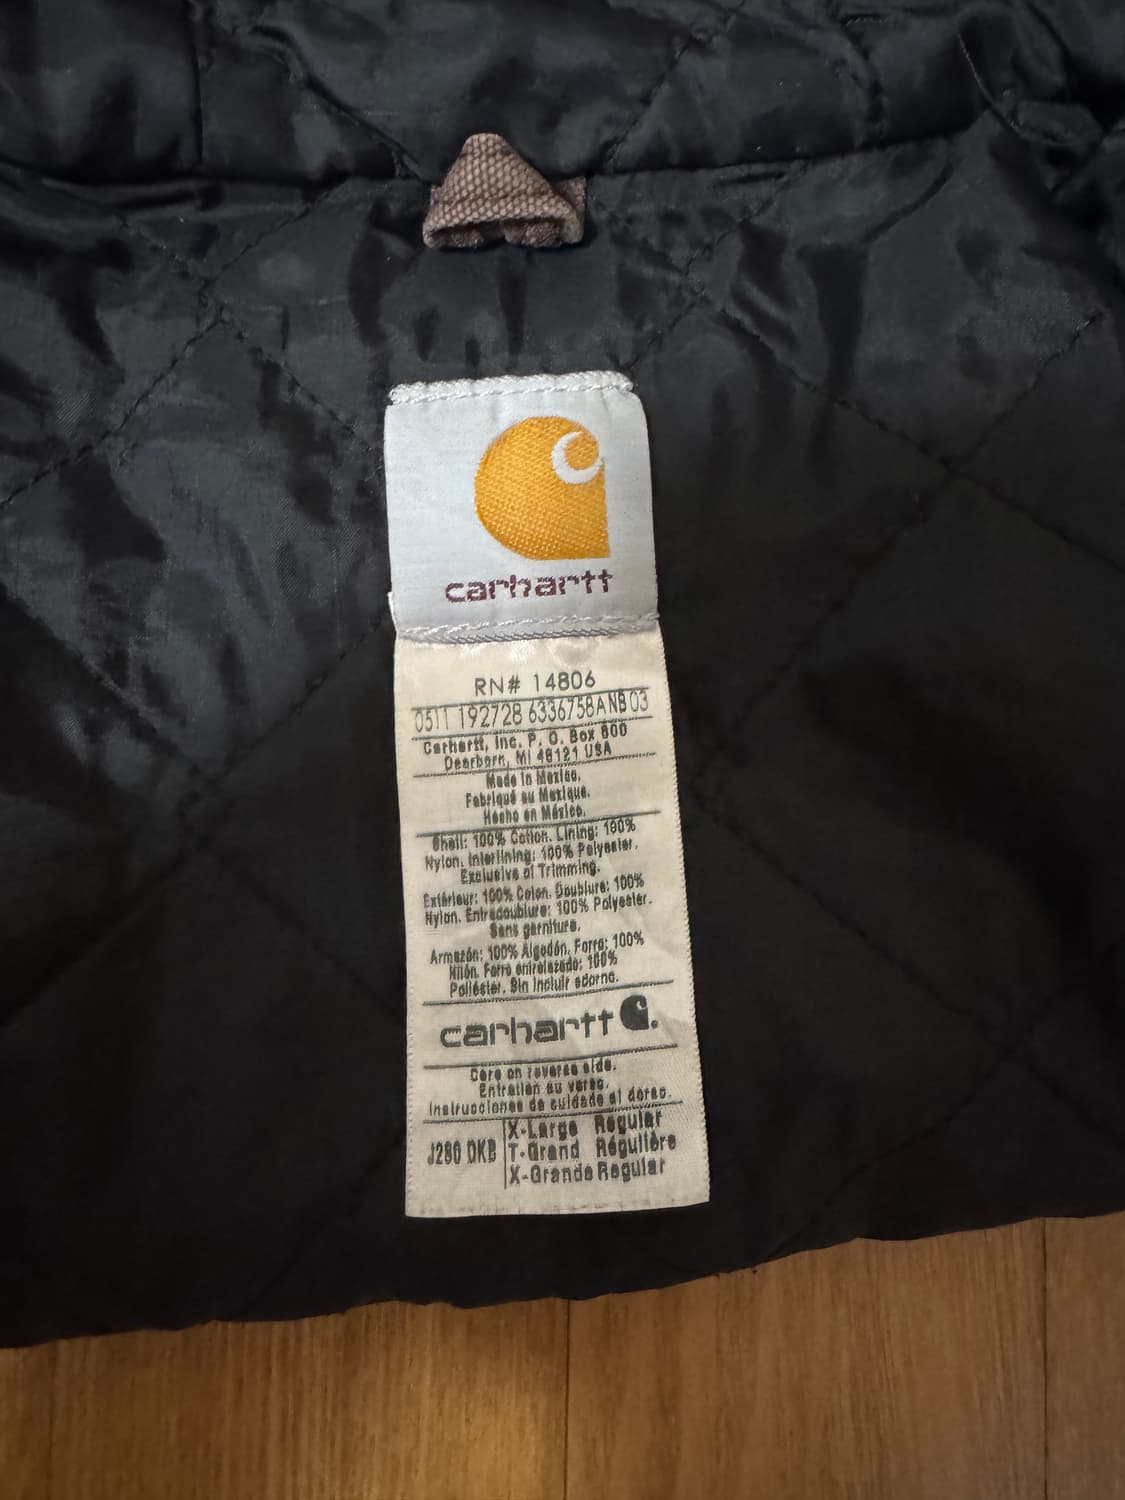 carhartt
RN# 14806
0511 192728 6336758ANB03
Carhartt, Inc. P. O. Box 600
Dearborn, MI 48121 USA
Made in Mexico.
Fabriqué au Mexique.
Hecho en México.
Shell: 100% Cotton. Lining: 100%
Nylon. Interlining: 100% Polyester.
Exclusive of Trimming.
Extérieur: 100% Coton. Doublure: 100%
Nylon. Entredoublure: 100% Polyester.
Sans garniture.
Armazón: 100% Algodón. Forro: 100%
Nilón. Forro entrelazado: 100%
Poliéster. Sin incluir adorno.
carhartt
Care on reverse side.
Entretien au verso.
Instrucciones de cuidado al dorso.
J280 DKB
X-Large Regular
T-Grand Régulière
X-Grande Regular